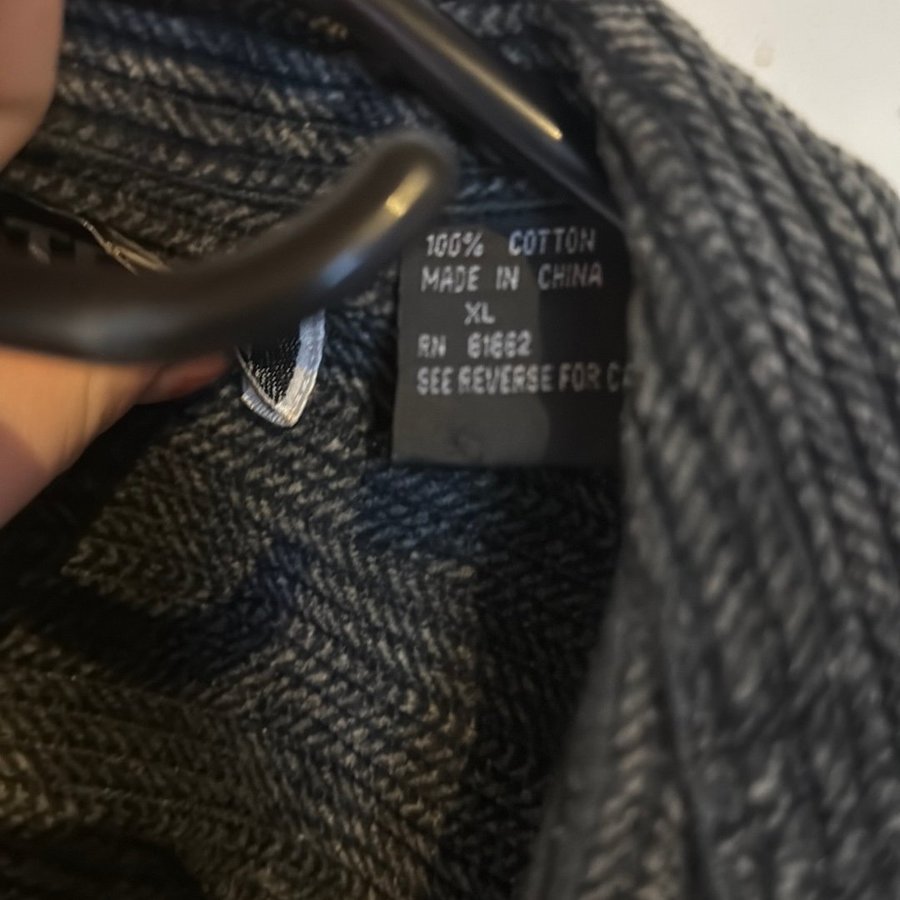 100% COTTON
MADE IN CHINA
XL
RN 61662
SEE REVERSE FOR